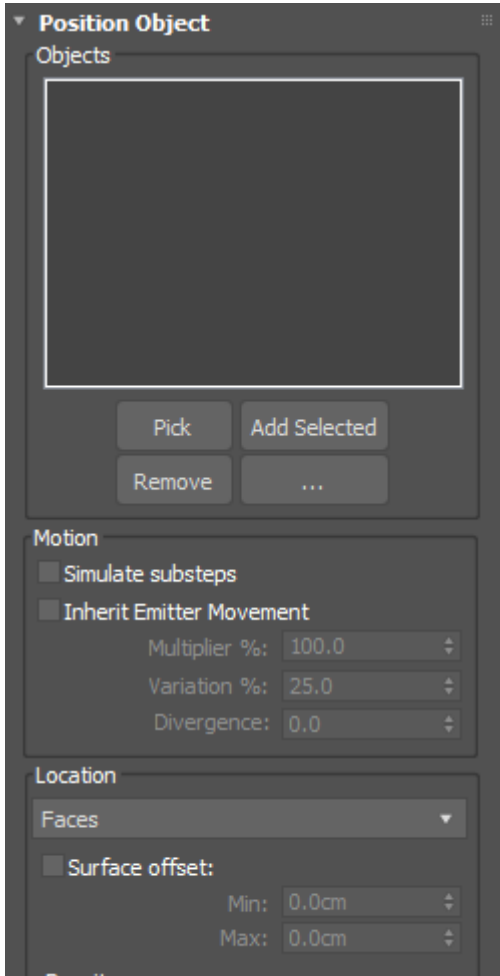 Position Object
Objects
Pick
Add Selected
Remove
...
Motion
Simulate substeps
Inherit Emitter Movement
Multiplier %: 100.0
Variation %: 25.0
Divergence: 0.0
Location
Faces
Surface offset:
Min: 0.0cm
Max: 0.0cm